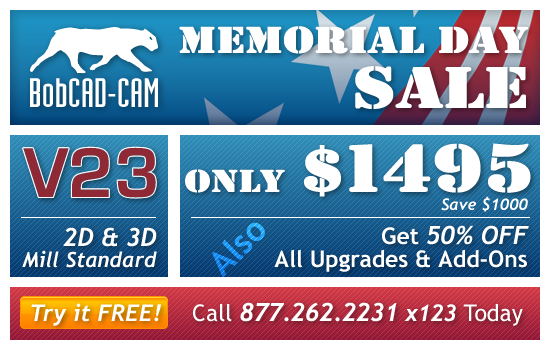 BobCAD-CAM
MEMORIAL DAY
SALE
V23
2D & 3D
Mill Standard
ONLY $1495
Save $1000
Also
Get 50% OFF
All Upgrades & Add-Ons
Try it FREE!
Call 877.262.2231 x123 Today